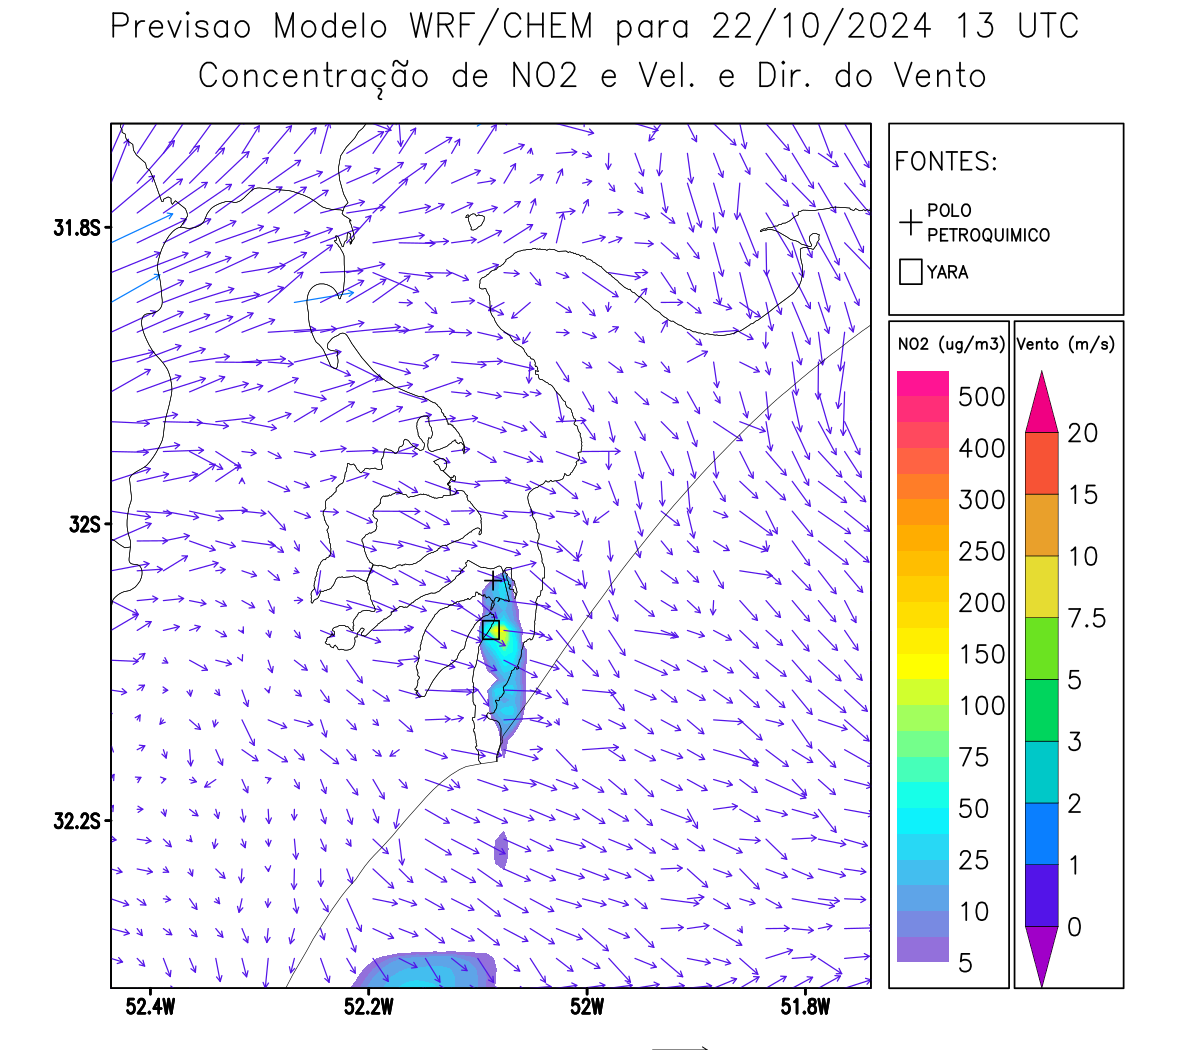 Previsao Modelo WRF/CHEM para 22/10/2024 13 UTC
Concentração de NO2 e Vel. e Dir. do Vento
FONTES:
POLO
PETROQUIMICO
YARA
NO2 (ug/m3)
500
400
300
250
200
150
100
75
50
25
10
5
Vento (m/s)
20
15
10
7.5
5
3
2
1
0
31.8S
32S
32.2S
52.4W
52.2W
52W
51.8W